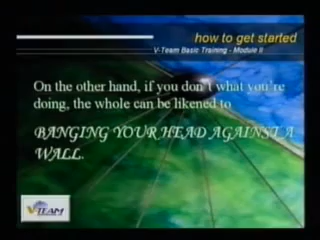 how to get started
V-Team Basic Training - Module II
On the other hand, if you don't what you're
doing, the whole can be likened to
BANGING YOUR HEAD AGAINST A
WALL.
V-TEAM